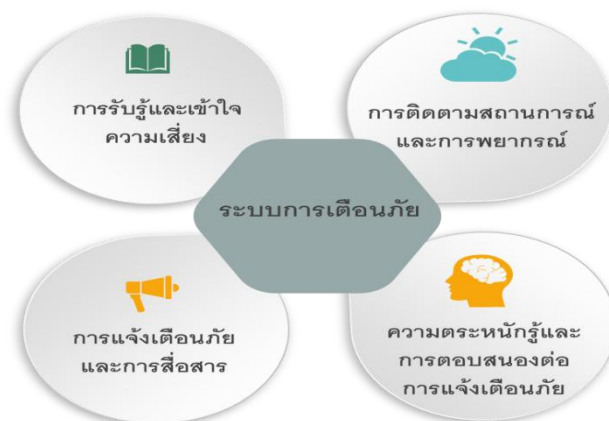 การรับรู้และเข้าใจ
ความเสี่ยง
การติดตามสถานการณ์
และการพยากรณ์
ระบบการเตือนภัย
การแจ้งเตือนภัย
และการสื่อสาร
ความตระหนักรู้และ
การตอบสนองต่อ
การแจ้งเตือนภัย